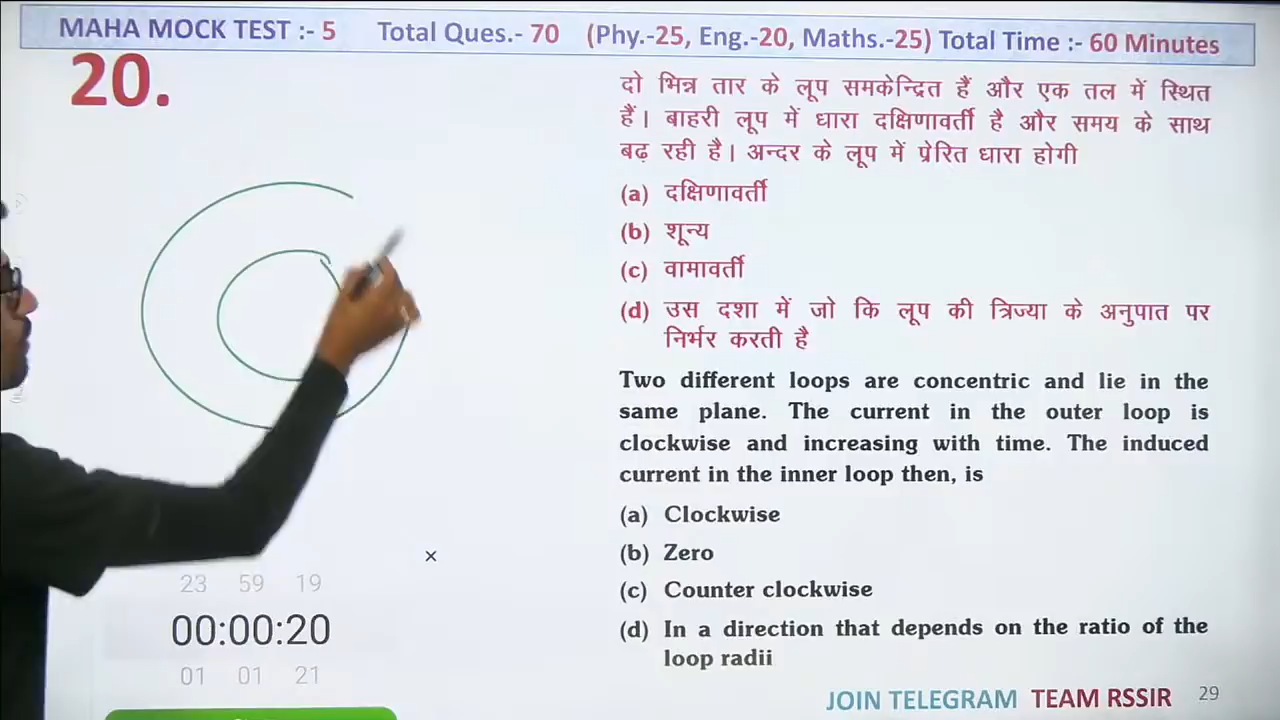 MAHA MOCK TEST :- 5 Total Ques.- 70 (Phy.-25, Eng.-20, Maths.-25) Total Time :- 60 Minutes
20.
दो भिन्न तार के लूप समकेन्द्रित हैं और एक तल में स्थित
हैं। बाहरी लूप में धारा दक्षिणावर्ती है और समय के साथ
बढ़ रही है। अन्दर के लूप में प्रेरित धारा होगी
(a) दक्षिणावर्ती
(b) शून्य
(c) वामावर्ती
(d) उस दशा में जो कि लूप की त्रिज्या के अनुपात पर
निर्भर करती है
Two different loops are concentric and lie in the
same plane. The current in the outer loop is
clockwise and increasing with time. The induced
current in the inner loop then, is
(a) Clockwise
(b) Zero
(c) Counter clockwise
(d) In a direction that depends on the ratio of the
loop radii
×
23 59 19
00:00:20
01 01 21
JOIN TELEGRAM TEAM RSSIR 29